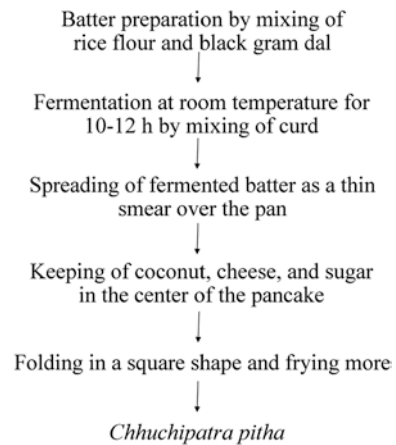 Batter preparation by mixing of
rice flour and black gram dal
Fermentation at room temperature for
10-12 h by mixing of curd
Spreading of fermented batter as a thin
smear over the pan
Keeping of coconut, cheese, and sugar
in the center of the pancake
Folding in a square shape and frying more
Chhuchipatra pitha